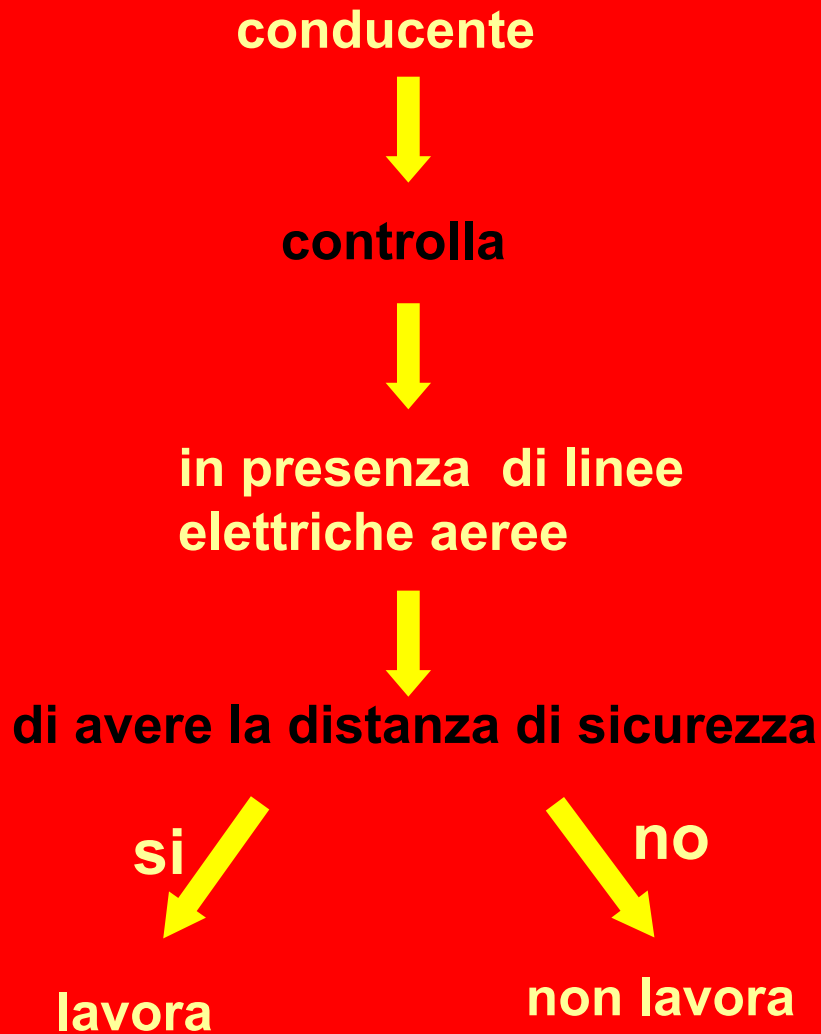 conducente
controlla
in presenza di linee
elettriche aeree
di avere la distanza di sicurezza
si
no
lavora
non lavora